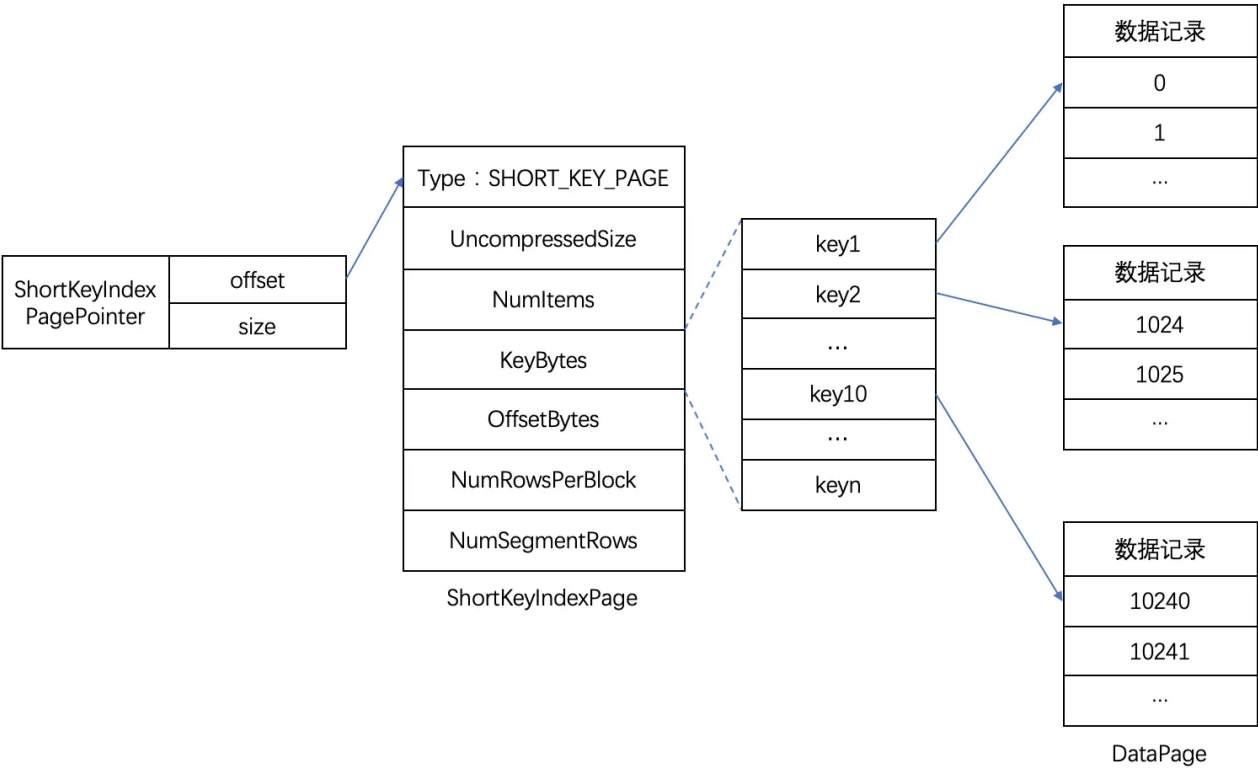 ShortKeyIndex
PagePointer
offset
size
Type：SHORT_KEY_PAGE
UncompressedSize
NumItems
KeyBytes
OffsetBytes
NumRowsPerBlock
NumSegmentRows
ShortKeyIndexPage
key1
key2
...
key10
...
keyn
数据记录
0
1
...
数据记录
1024
1025
...
数据记录
10240
10241
...
DataPage